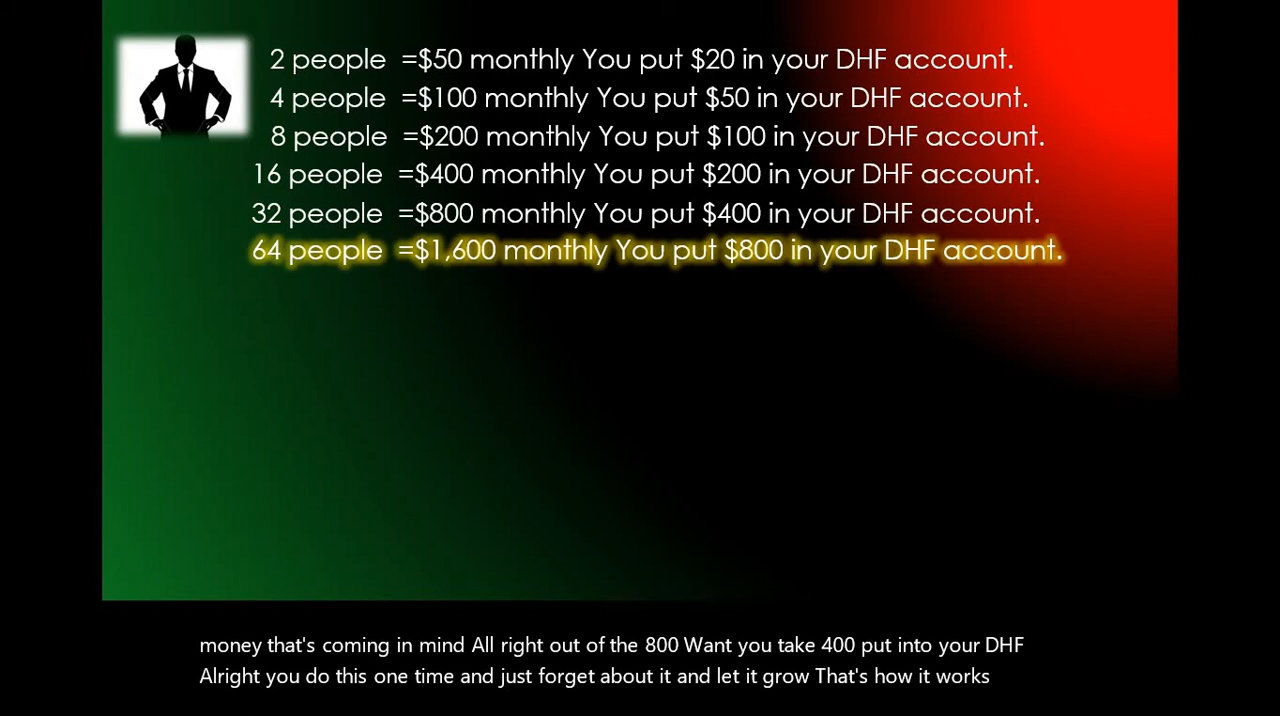 2 people =$50 monthly You put $20 in your DHF account.
4 people =$100 monthly You put $50 in your DHF account.
8 people =$200 monthly You put $100 in your DHF account.
16 people =$400 monthly You put $200 in your DHF account.
32 people =$800 monthly You put $400 in your DHF account.
64 people =$1,600 monthly You put $800 in your DHF account.
money that's coming in mind All right out of the 800 Want you take 400 put into your DHF
Alright you do this one time and just forget about it and let it grow That's how it works